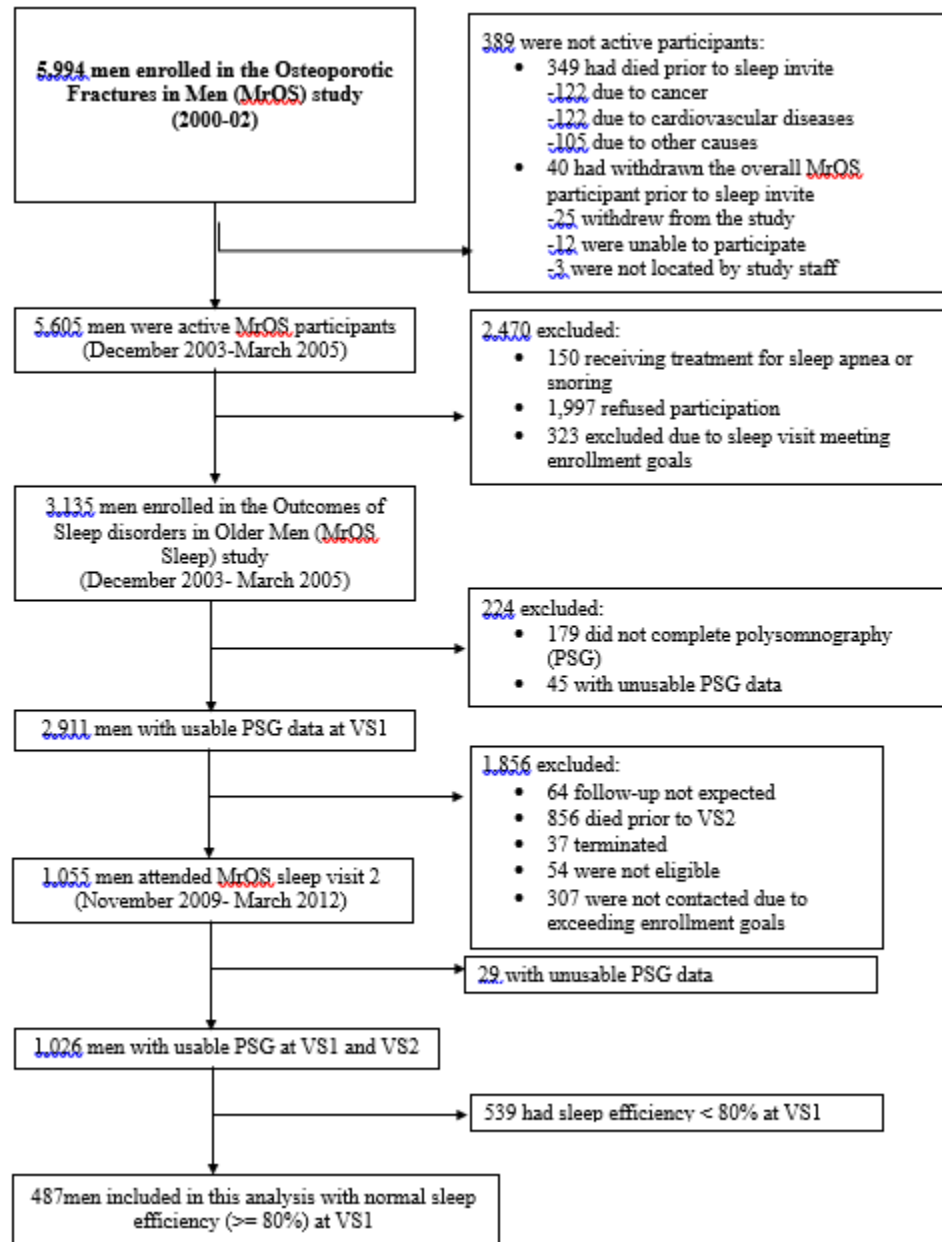 5,994 men enrolled in the Osteoporotic
Fractures in Men (MrOS) study
(2000-02)
389 were not active participants:
• 349 had died prior to sleep invite
-122 due to cancer
-122 due to cardiovascular diseases
-105 due to other causes
• 40 had withdrawn the overall MrOS
participant prior to sleep invite
-25 withdrew from the study
-12 were unable to participate
-3 were not located by study staff
5,605 men were active MrOS participants
(December 2003-March 2005)
2,470 excluded:
• 150 receiving treatment for sleep apnea or
snoring
• 1,997 refused participation
• 323 excluded due to sleep visit meeting
enrollment goals
3,135 men enrolled in the Outcomes of
Sleep disorders in Older Men (MrOS
Sleep) study
(December 2003- March 2005)
224 excluded:
• 179 did not complete polysomnography
(PSG)
• 45 with unusable PSG data
2,911 men with usable PSG data at VS1
1,856 excluded:
• 64 follow-up not expected
• 856 died prior to VS2
• 37 terminated
• 54 were not eligible
• 307 were not contacted due to
exceeding enrollment goals
1,055 men attended MrOS sleep visit 2
(November 2009- March 2012)
29 with unusable PSG data
1,026 men with usable PSG at VS1 and VS2
539 had sleep efficiency < 80% at VS1
487men included in this analysis with normal sleep
efficiency (>= 80%) at VS1